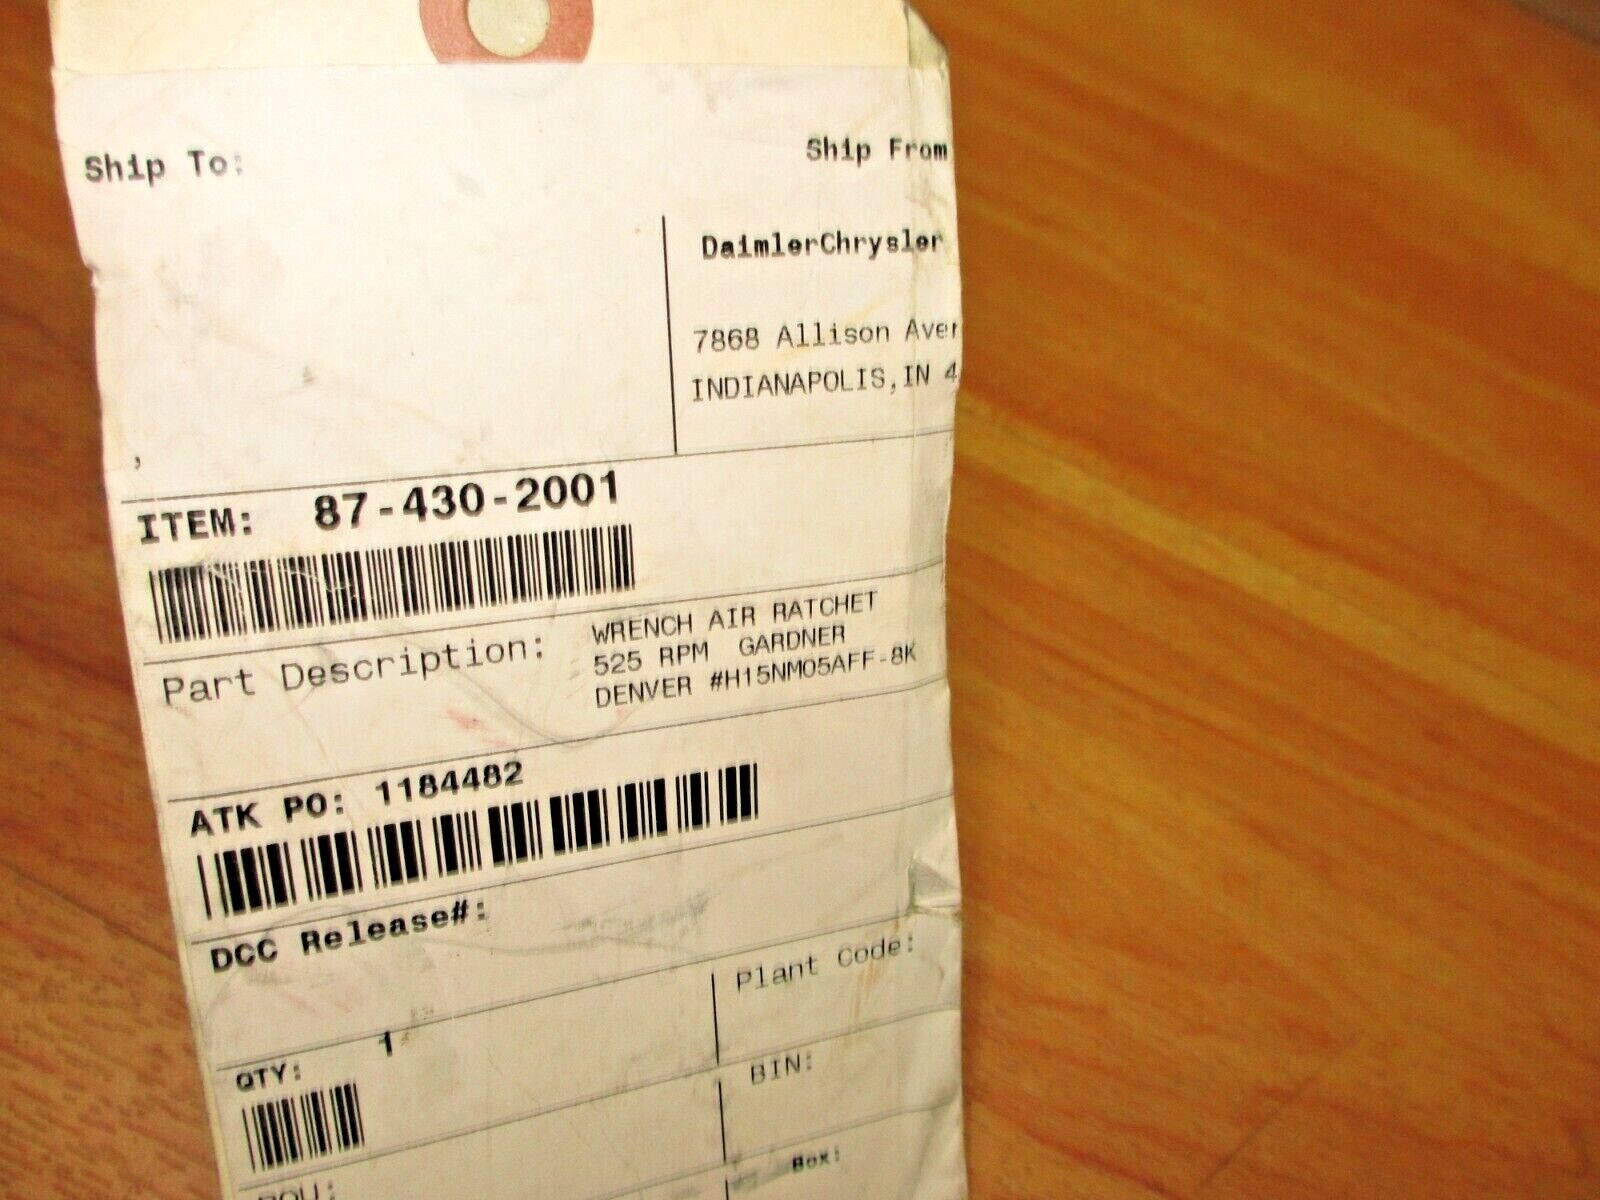 Ship To:
Ship From
DaimlerChrysler
7868 Allison Aver
INDIANAPOLIS, IN 4
,
ITEM: 87-430-2001
Part Description: WRENCH AIR RATCHET
525 RPM GARDNER
DENVER #H15NM05AFF-8K
ATK PO: 1184482
DCC Release#:
Plant Code:
QTY: 1
BIN:
Box:
POU: